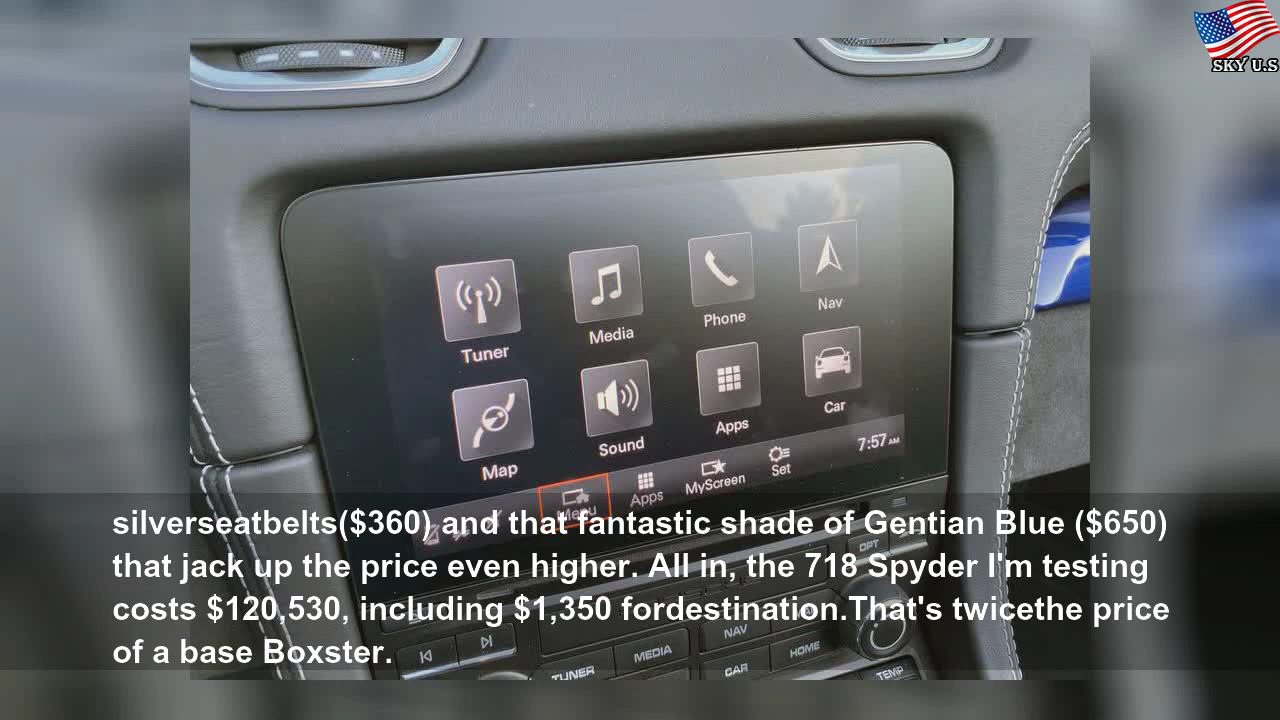 SKY U.S
Tuner
Media
Phone
Nav
Map
Sound
Apps
Car
Menu
Apps
MyScreen
Set
7:57 AM
silverseatbelts($360) and that fantastic shade of Gentian Blue ($650)
that jack up the price even higher. All in, the 718 Spyder I'm testing
costs $120,530, including $1,350 fordestination.That's twicethe price
of a base Boxster.
OPT
NAV
TUNER
MEDIA
CAR
HOME
TEMP